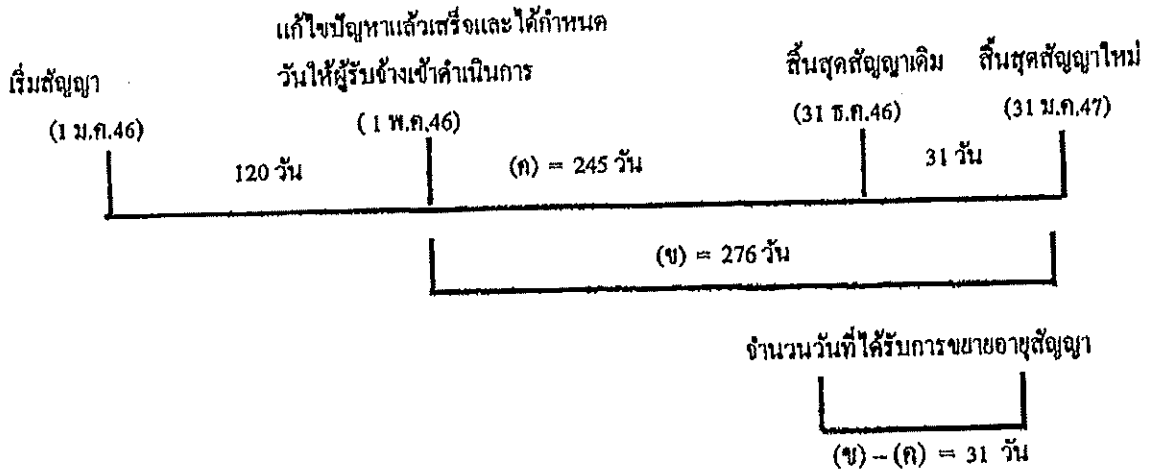 แก้ไขปัญหาแล้วเสร็จและได้กำหนด
วันให้ผู้รับจ้างเข้าดำเนินการ
เริ่มสัญญา
สิ้นสุดสัญญาเดิม
สิ้นสุดสัญญาใหม่
(1 ม.ค.46)
(1 พ.ค.46)
(31 ธ.ค.46)
(31 ม.ค.47)
120 วัน
(ค) = 245 วัน
31 วัน
(ข) = 276 วัน
จำนวนวันที่ได้รับการขยายอายุสัญญา
(ข) – (ค) = 31 วัน